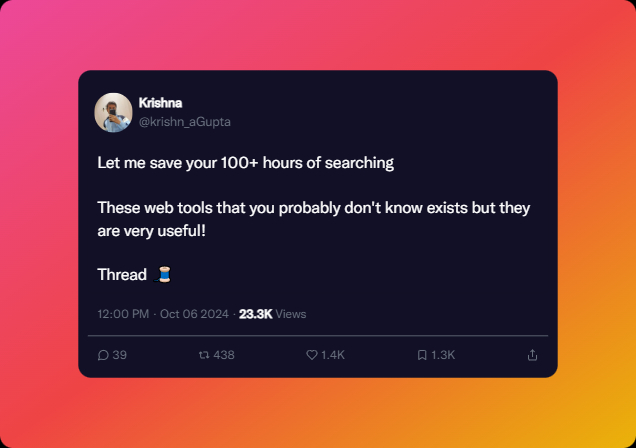 Krishna
@krishn_aGupta
Let me save your 100+ hours of searching
These web tools that you probably don't know exists but they
are very useful!
Thread 🧵
12:00 PM · Oct 06 2024 · 23.3K Views
39 438 1.4K 1.3K